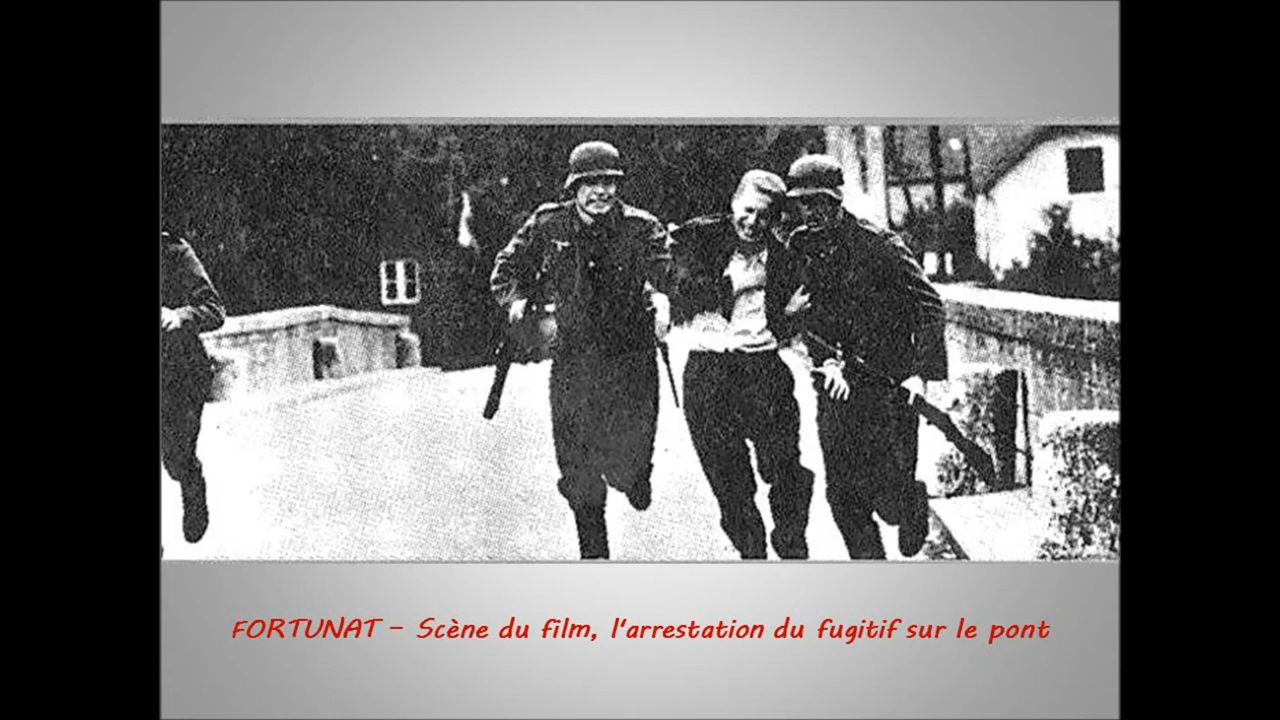 FORTUNAT – Scène du film, l'arrestation du fugitif sur le pont